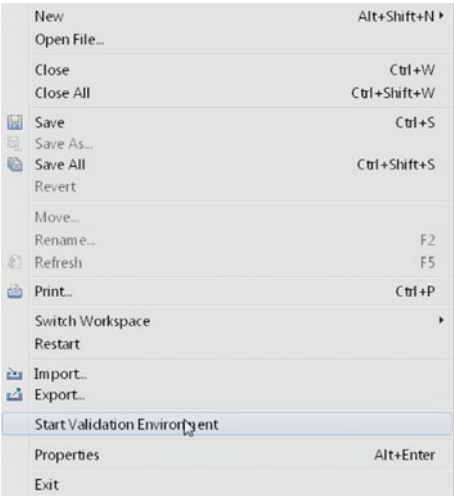 New Alt+Shift+N
Open File...
Close Ctrl+W
Close All Ctrl+Shift+W
Save Ctrl+S
Save As...
Save All Ctrl+Shift+S
Revert
Move...
Rename... F2
Refresh F5
Print... Ctrl+P
Switch Workspace
Restart
Import...
Export...
Start Validation Environment
Properties Alt+Enter
Exit